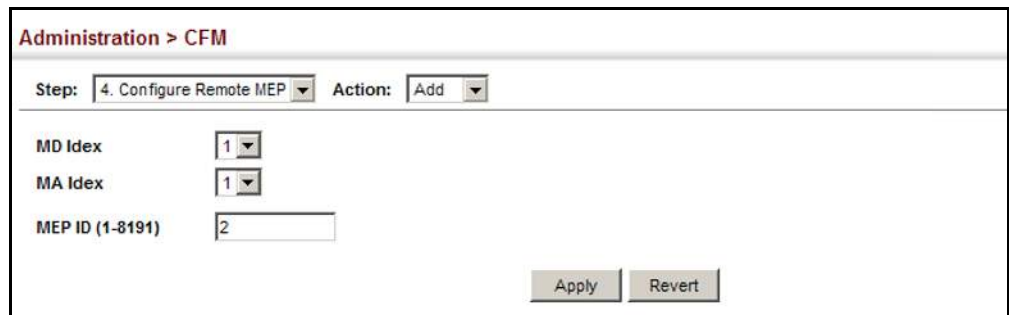 Administration > CFM
Step: 4. Configure Remote MEP Action: Add
MD Idex 1
MA Idex 1
MEP ID (1-8191) 2
Apply Revert